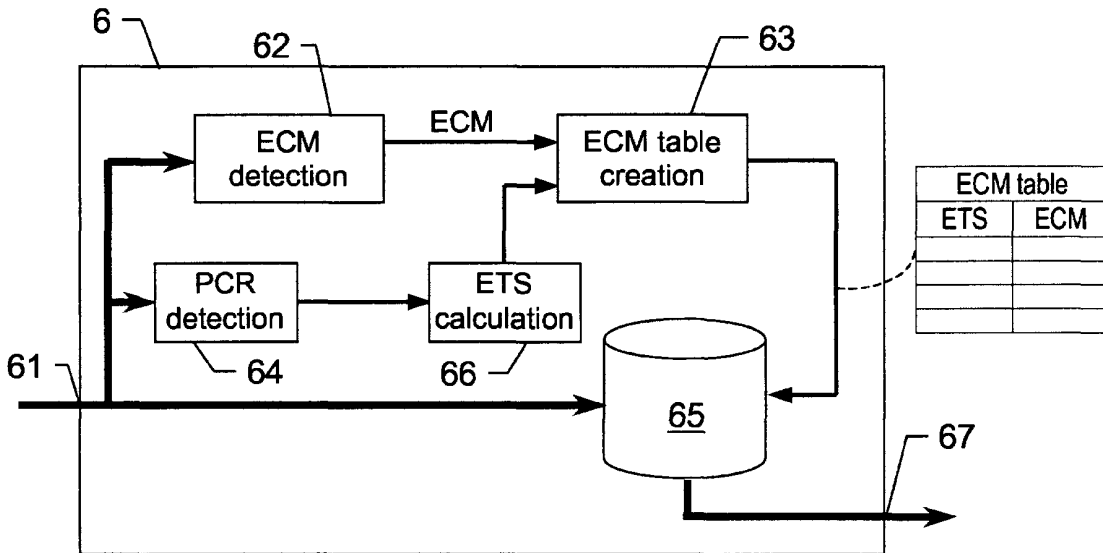 6
62
63
ECM
detection
ECM
ECM table
creation
ECM table
ETS
ECM
PCR
detection
ETS
calculation
61
64
66
65
67